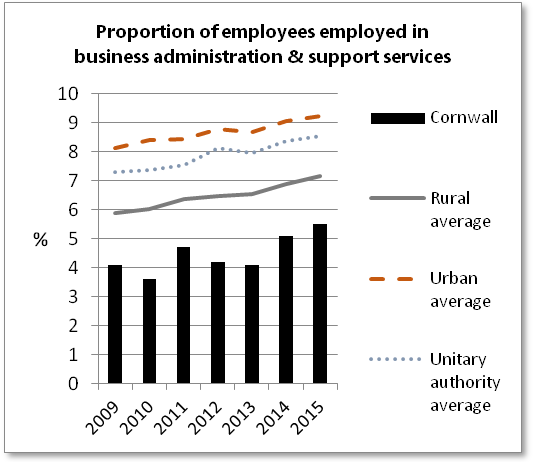 Proportion of employees employed in
business administration & support services
10
9
8
7
6
5
4
3
2
1
0
%
2009
2010
2011
2012
2013
2014
2015
Cornwall
Rural
average
Urban
average
Unitary
authority
average